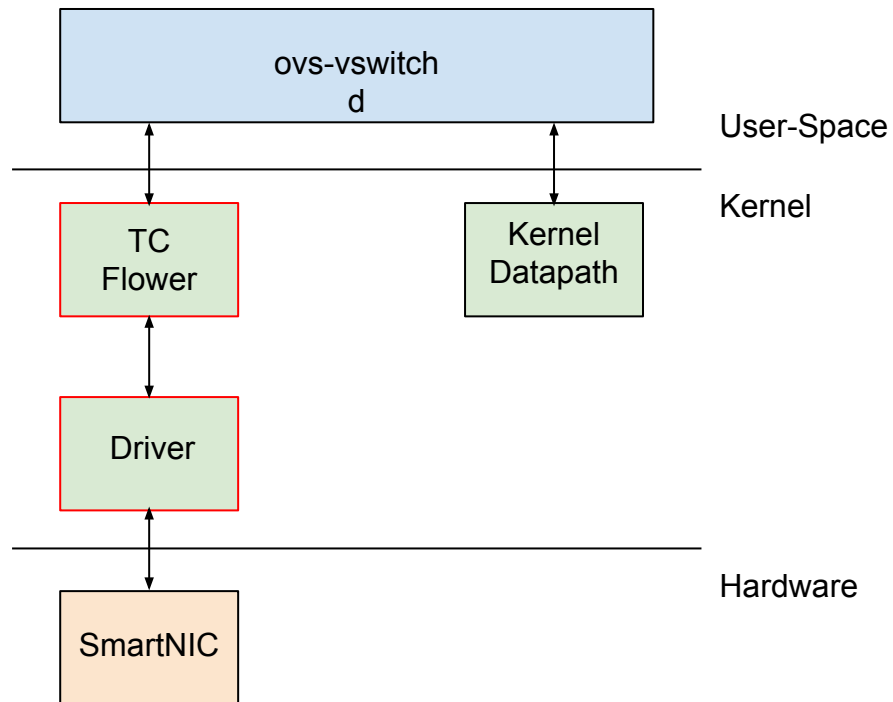 ovs-vswitch
d
User-Space
Kernel
TC
Flower
Kernel
Datapath
Driver
Hardware
SmartNIC